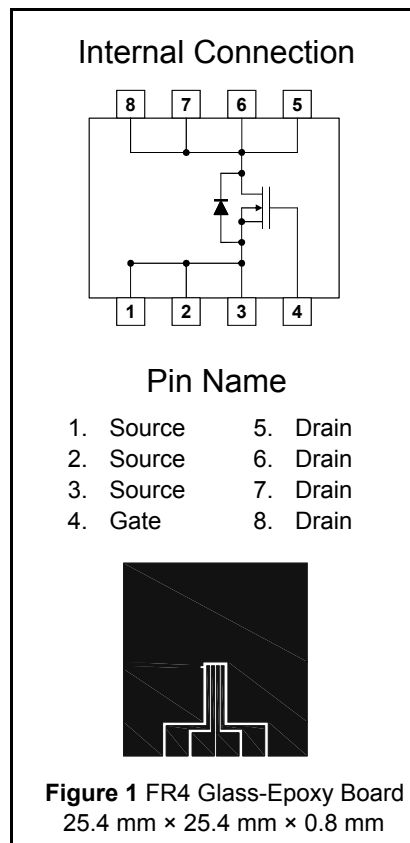 Internal Connection
8 7 6 5
1 2 3 4
Pin Name
1. Source 5. Drain
2. Source 6. Drain
3. Source 7. Drain
4. Gate 8. Drain
Figure 1 FR4 Glass-Epoxy Board
25.4 mm × 25.4 mm × 0.8 mm